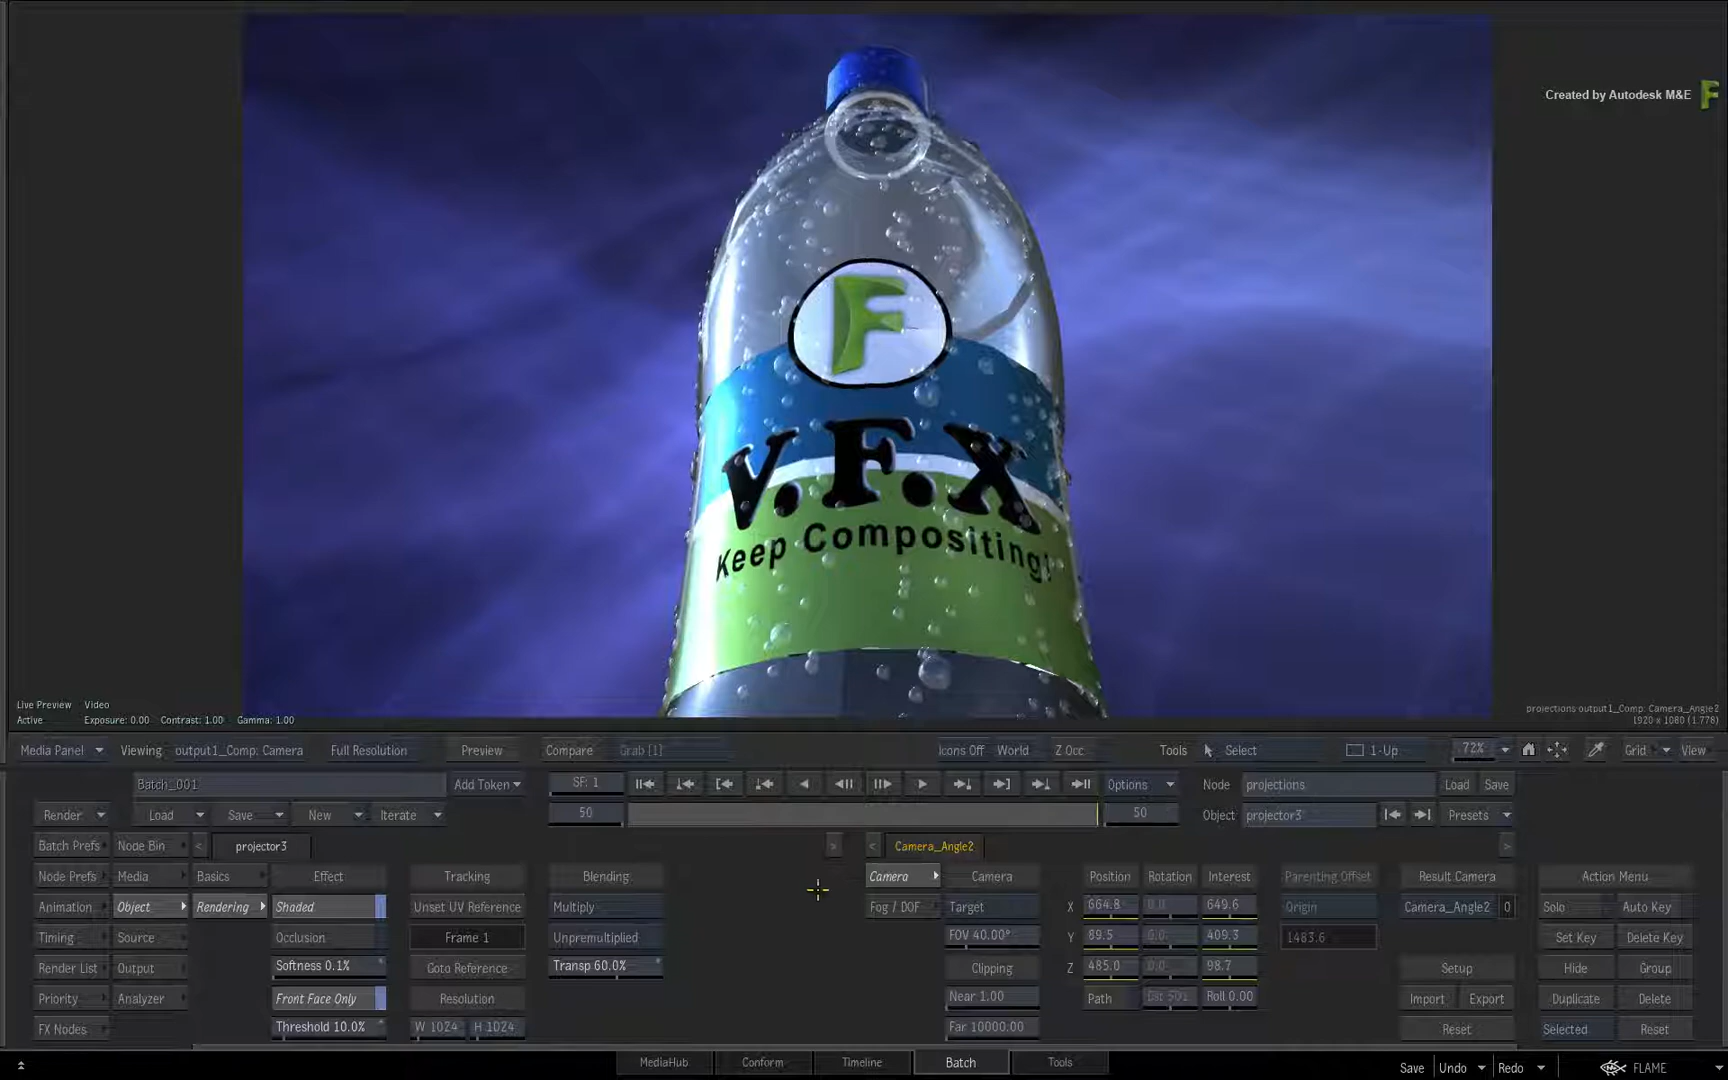 Created by Autodesk M&E F
F
V.F.X
Keep Compositing!
Live Preview Video
Active Exposure: 0.00 Contrast: 1.00 Gamma: 1.00
projections output1_Comp: Camera_Angle2
1920 x 1080 (1.778)
Media Panel Viewing output1_Comp: Camera Full Resolution Preview Compare Grab [1] Icons Off World Z Occ Tools Select 1-Up 72% Grid View
Batch_001 Add Token SF: 1 Options Node projections Load Save
Render Load Save New Iterate 50 50 Object projector3 Presets
Batch Prefs Node Bin < projector3 > < Camera_Angle2 >
Node Prefs Media Basics Effect Tracking Blending Camera Camera Position Rotation Interest Parenting Offset Result Camera Action Menu
Animation Object Rendering Shaded Unset UV Reference Multiply Fog / DOF Target X 664.8 0.0 649.6 Origin Camera_Angle2 0 Solo Auto Key
Timing Source Occlusion Frame 1 Unpremultiplied FOV 40.00° Y 89.5 0.0 409.3 1483.6 Set Key Delete Key
Render List Output Softness 0.1% Goto Reference Transp 60.0% Clipping Z 485.0 0.0 98.7 Setup Hide Group
Priority Analyzer Front Face Only Resolution Near 1.00 Path Roll 0.00 Import Export Duplicate Delete
FX Nodes Threshold 10.0% W 1024 H 1024 Far 10000.00 Reset Selected Reset
MediaHub Conform Timeline Batch Tools Save Undo Redo FLAME